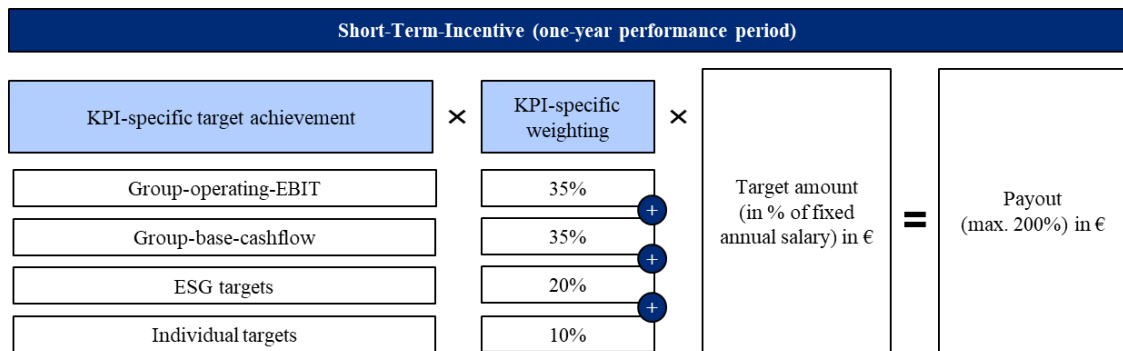 Short-Term-Incentive (one-year performance period)
KPI-specific target achievement
×
KPI-specific
weighting
×
Target amount
(in % of fixed
annual salary) in €
=
Payout
(max. 200%) in €
Group-operating-EBIT
35%
+
Group-base-cashflow
35%
+
ESG targets
20%
+
Individual targets
10%